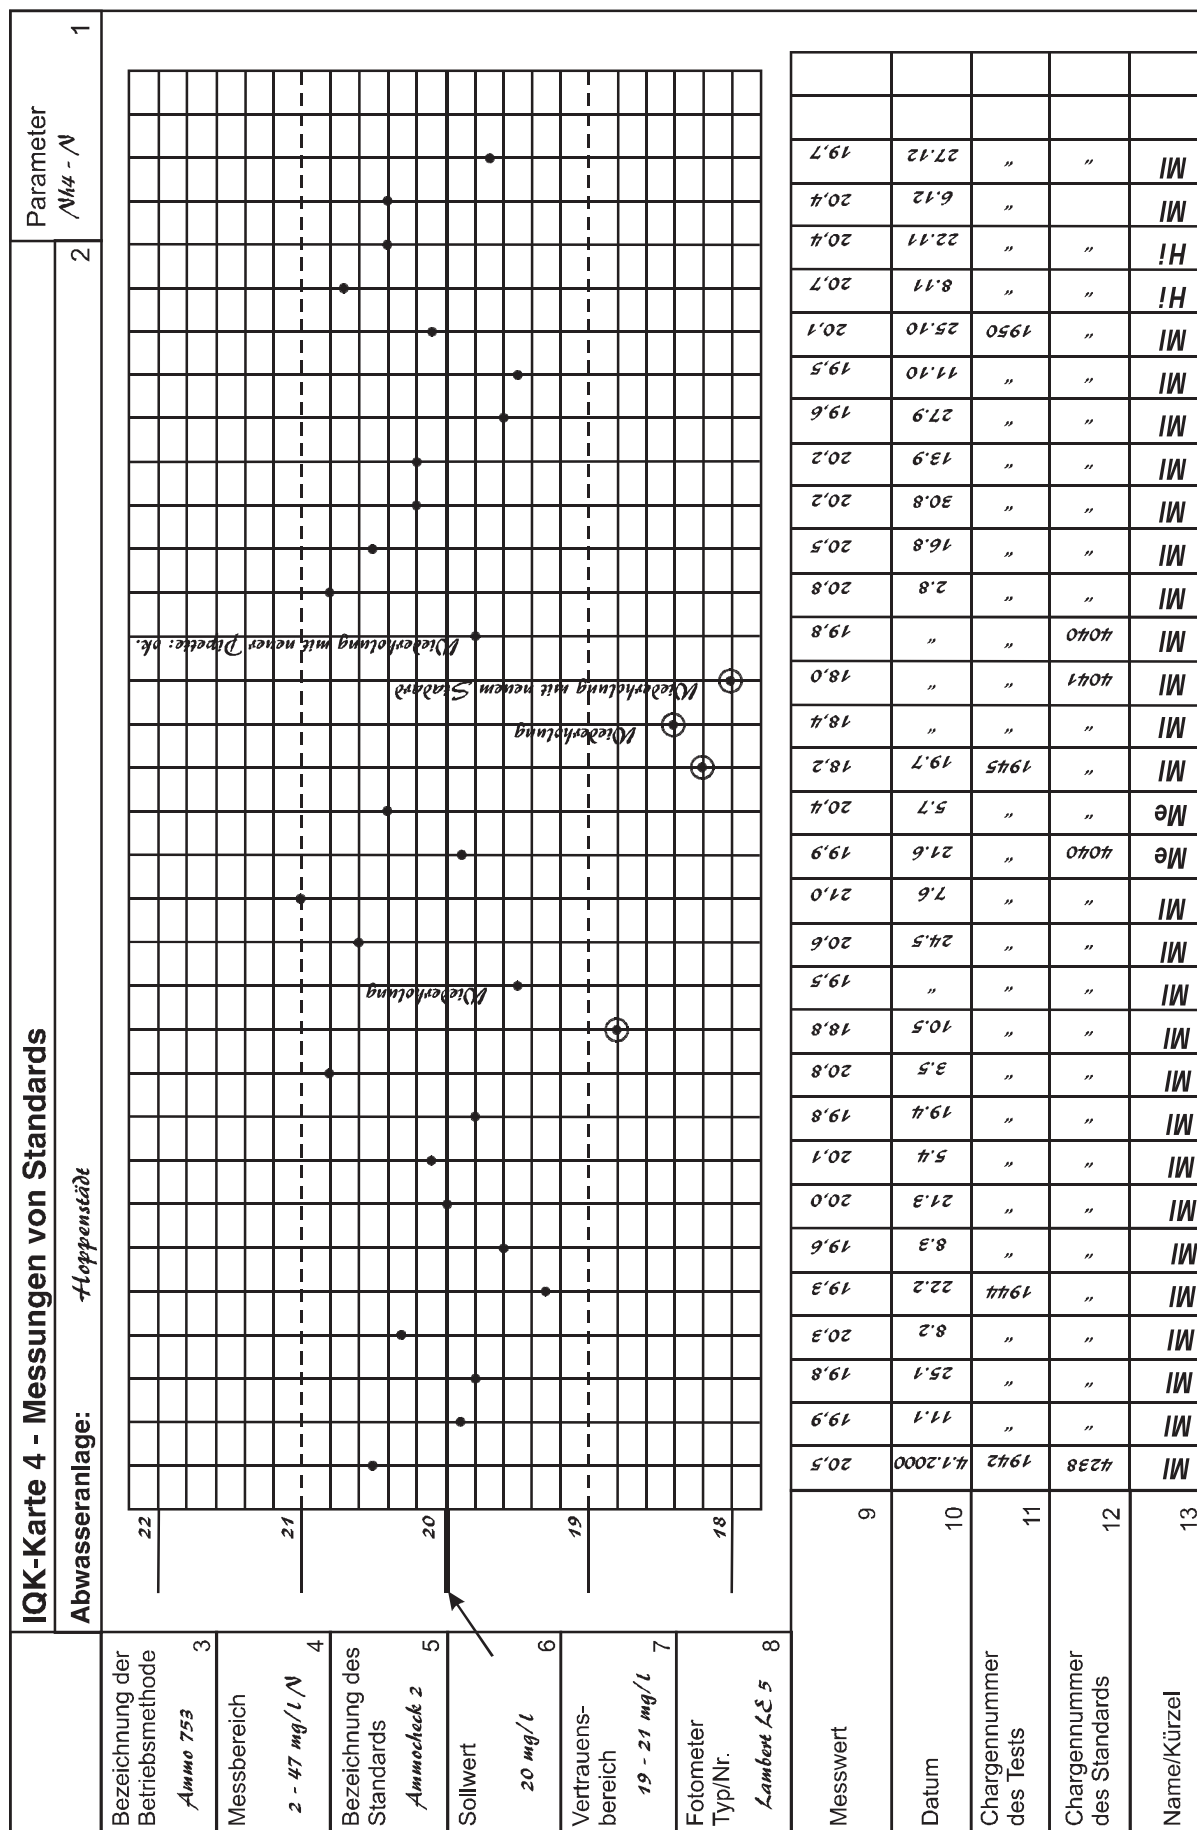 IQK-Karte 4 - Messungen von Standards
Parameter 1
Nh4 - N
Abwasseranlage: Hoppenstädt 2
Bezeichnung der
Betriebsmethode 3
Ammo 753
Messbereich
2 - 47 mg/l N 4
Bezeichnung des
Standards
Ammocheck 2 5
Sollwert
20 mg/l 6
Vertrauens-
bereich
19 - 21 mg/l 7
Fotometer
Typ/Nr.
Lambert LE 5 8
22
21
20
19
18
Wiederholung
Wiederholung
Wiederholung mit neuem Stadard
Wiederholung mit neuer Pipette: ok.
Messwert 9 20,5 19,9 19,8 20,3 19,3 19,6 20,0 20,1 19,8 20,8 18,8 19,5 20,6 21,0 19,9 20,4 18,2 18,4 18,0 19,8 20,8 20,5 20,2 20,2 19,6 19,5 20,1 20,7 20,4 20,4 19,7
Datum 10 4.1.2000 11.1 25.1 8.2 22.2 8.3 21.3 5.4 19.4 3.5 10.5 " 24.5 7.6 21.6 5.7 19.7 " " " 2.8 16.8 30.8 13.9 27.9 11.10 25.10 8.11 22.11 6.12 27.12
Chargennummer
des Tests 11 1942 " " " 1944 " " " " " " " " " " " 1945 " " " " " " " " " 1950 " " " "
Chargennummer
des Standards 12 4238 " " " " " " " " " " " " " 4040 " " " 4041 4040 " " " " " " " " " " "
Name/Kürzel 13 MI MI MI MI MI MI MI MI MI MI MI MI MI MI Me Me MI MI MI MI MI MI MI MI MI MI MI Hi Hi MI MI